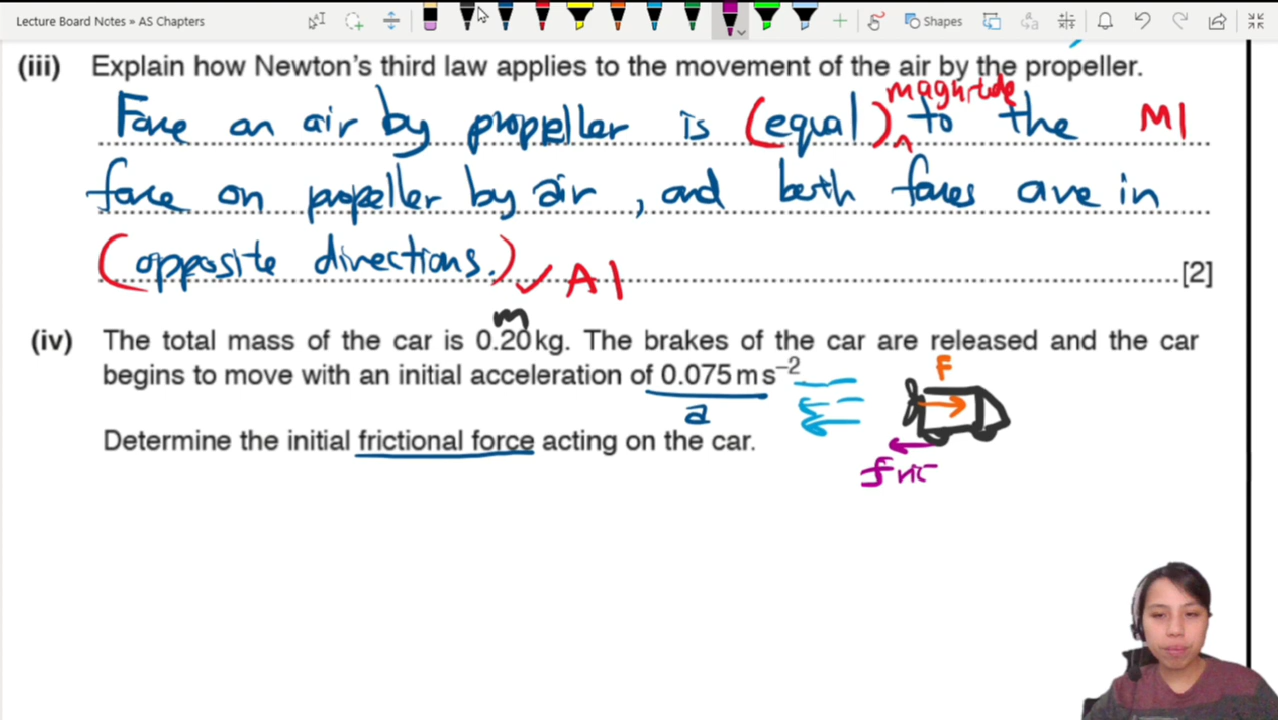 Lecture Board Notes » AS Chapters
Shapes
(iii) Explain how Newton's third law applies to the movement of the air by the propeller.
magnitude
Force on air by propeller is (equal) ^ to the M1
force on propeller by air, and both forces are in
(opposite directions.) ✓ A1 [2]
m
(iv) The total mass of the car is 0.20 kg. The brakes of the car are released and the car
begins to move with an initial acceleration of 0.075 m s⁻²
F
a
Determine the initial frictional force acting on the car.
fric